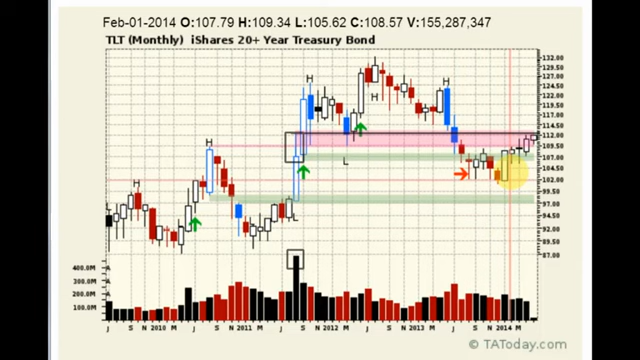 Feb-01-2014 O:107.79 H:109.34 L:105.62 C:108.57 V:155,287,347
TLT (Monthly) iShares 20+ Year Treasury Bond
132.00
129.50
127.00
124.50
122.00
119.50
117.00
114.50
112.00
109.50
107.00
104.50
102.00
99.50
97.00
94.50
92.00
89.50
87.00
H
H
H
H
H
H
L
L
400.0M
300.0M
200.0M
100.0M
J S N 2010 M J S N 2011 M J S N 2012 M J S N 2013 M J S N 2014 M
© TAToday.com